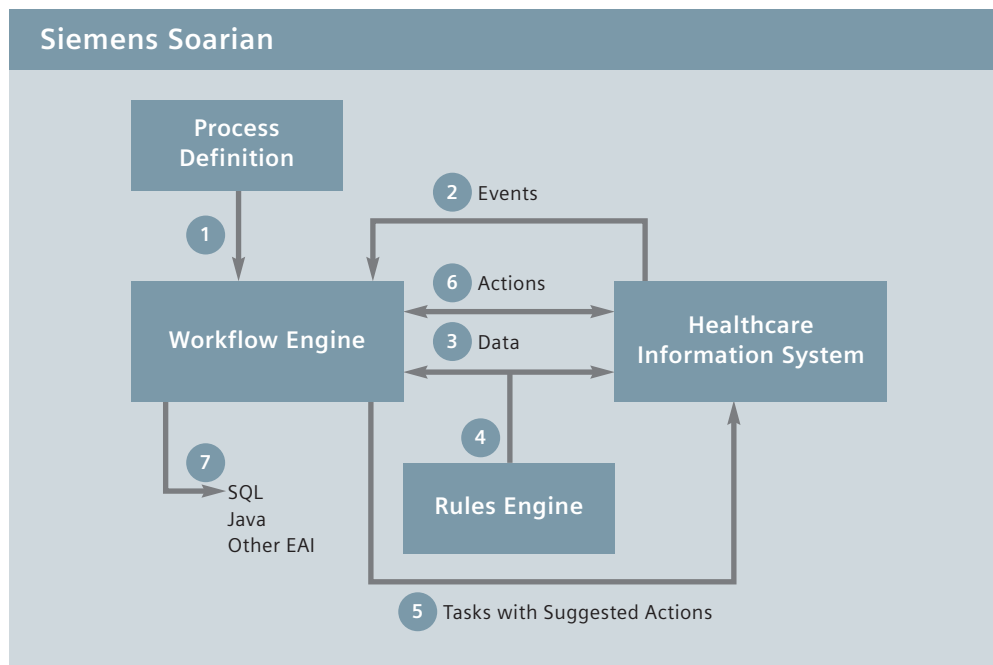 Siemens Soarian
Process
Definition
2 Events
1
6 Actions
Workflow Engine
3 Data
Healthcare
Information System
4
7
SQL
Java
Other EAI
Rules Engine
5 Tasks with Suggested Actions